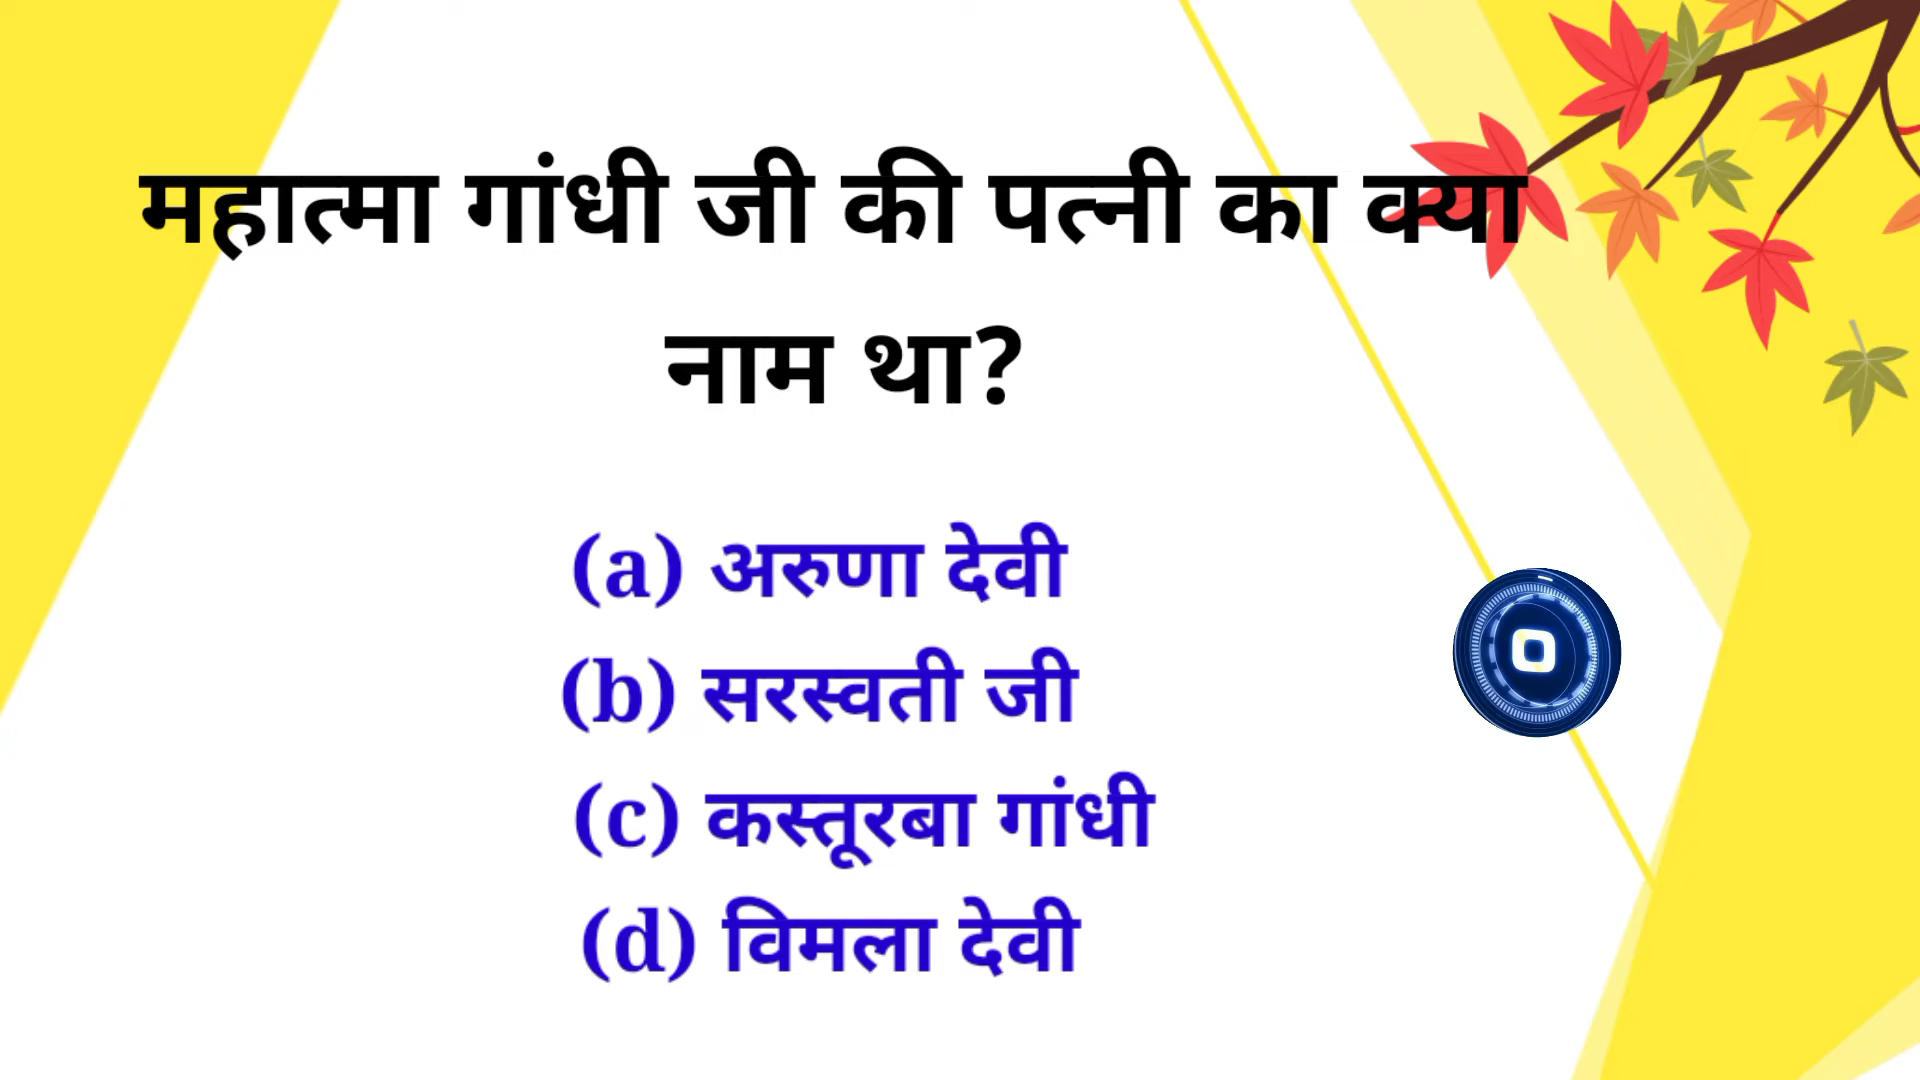 महात्मा गांधी जी की पत्नी का क्या
नाम था?
(a) अरुणा देवी
(b) सरस्वती जी
(c) कस्तूरबा गांधी
(d) विमला देवी